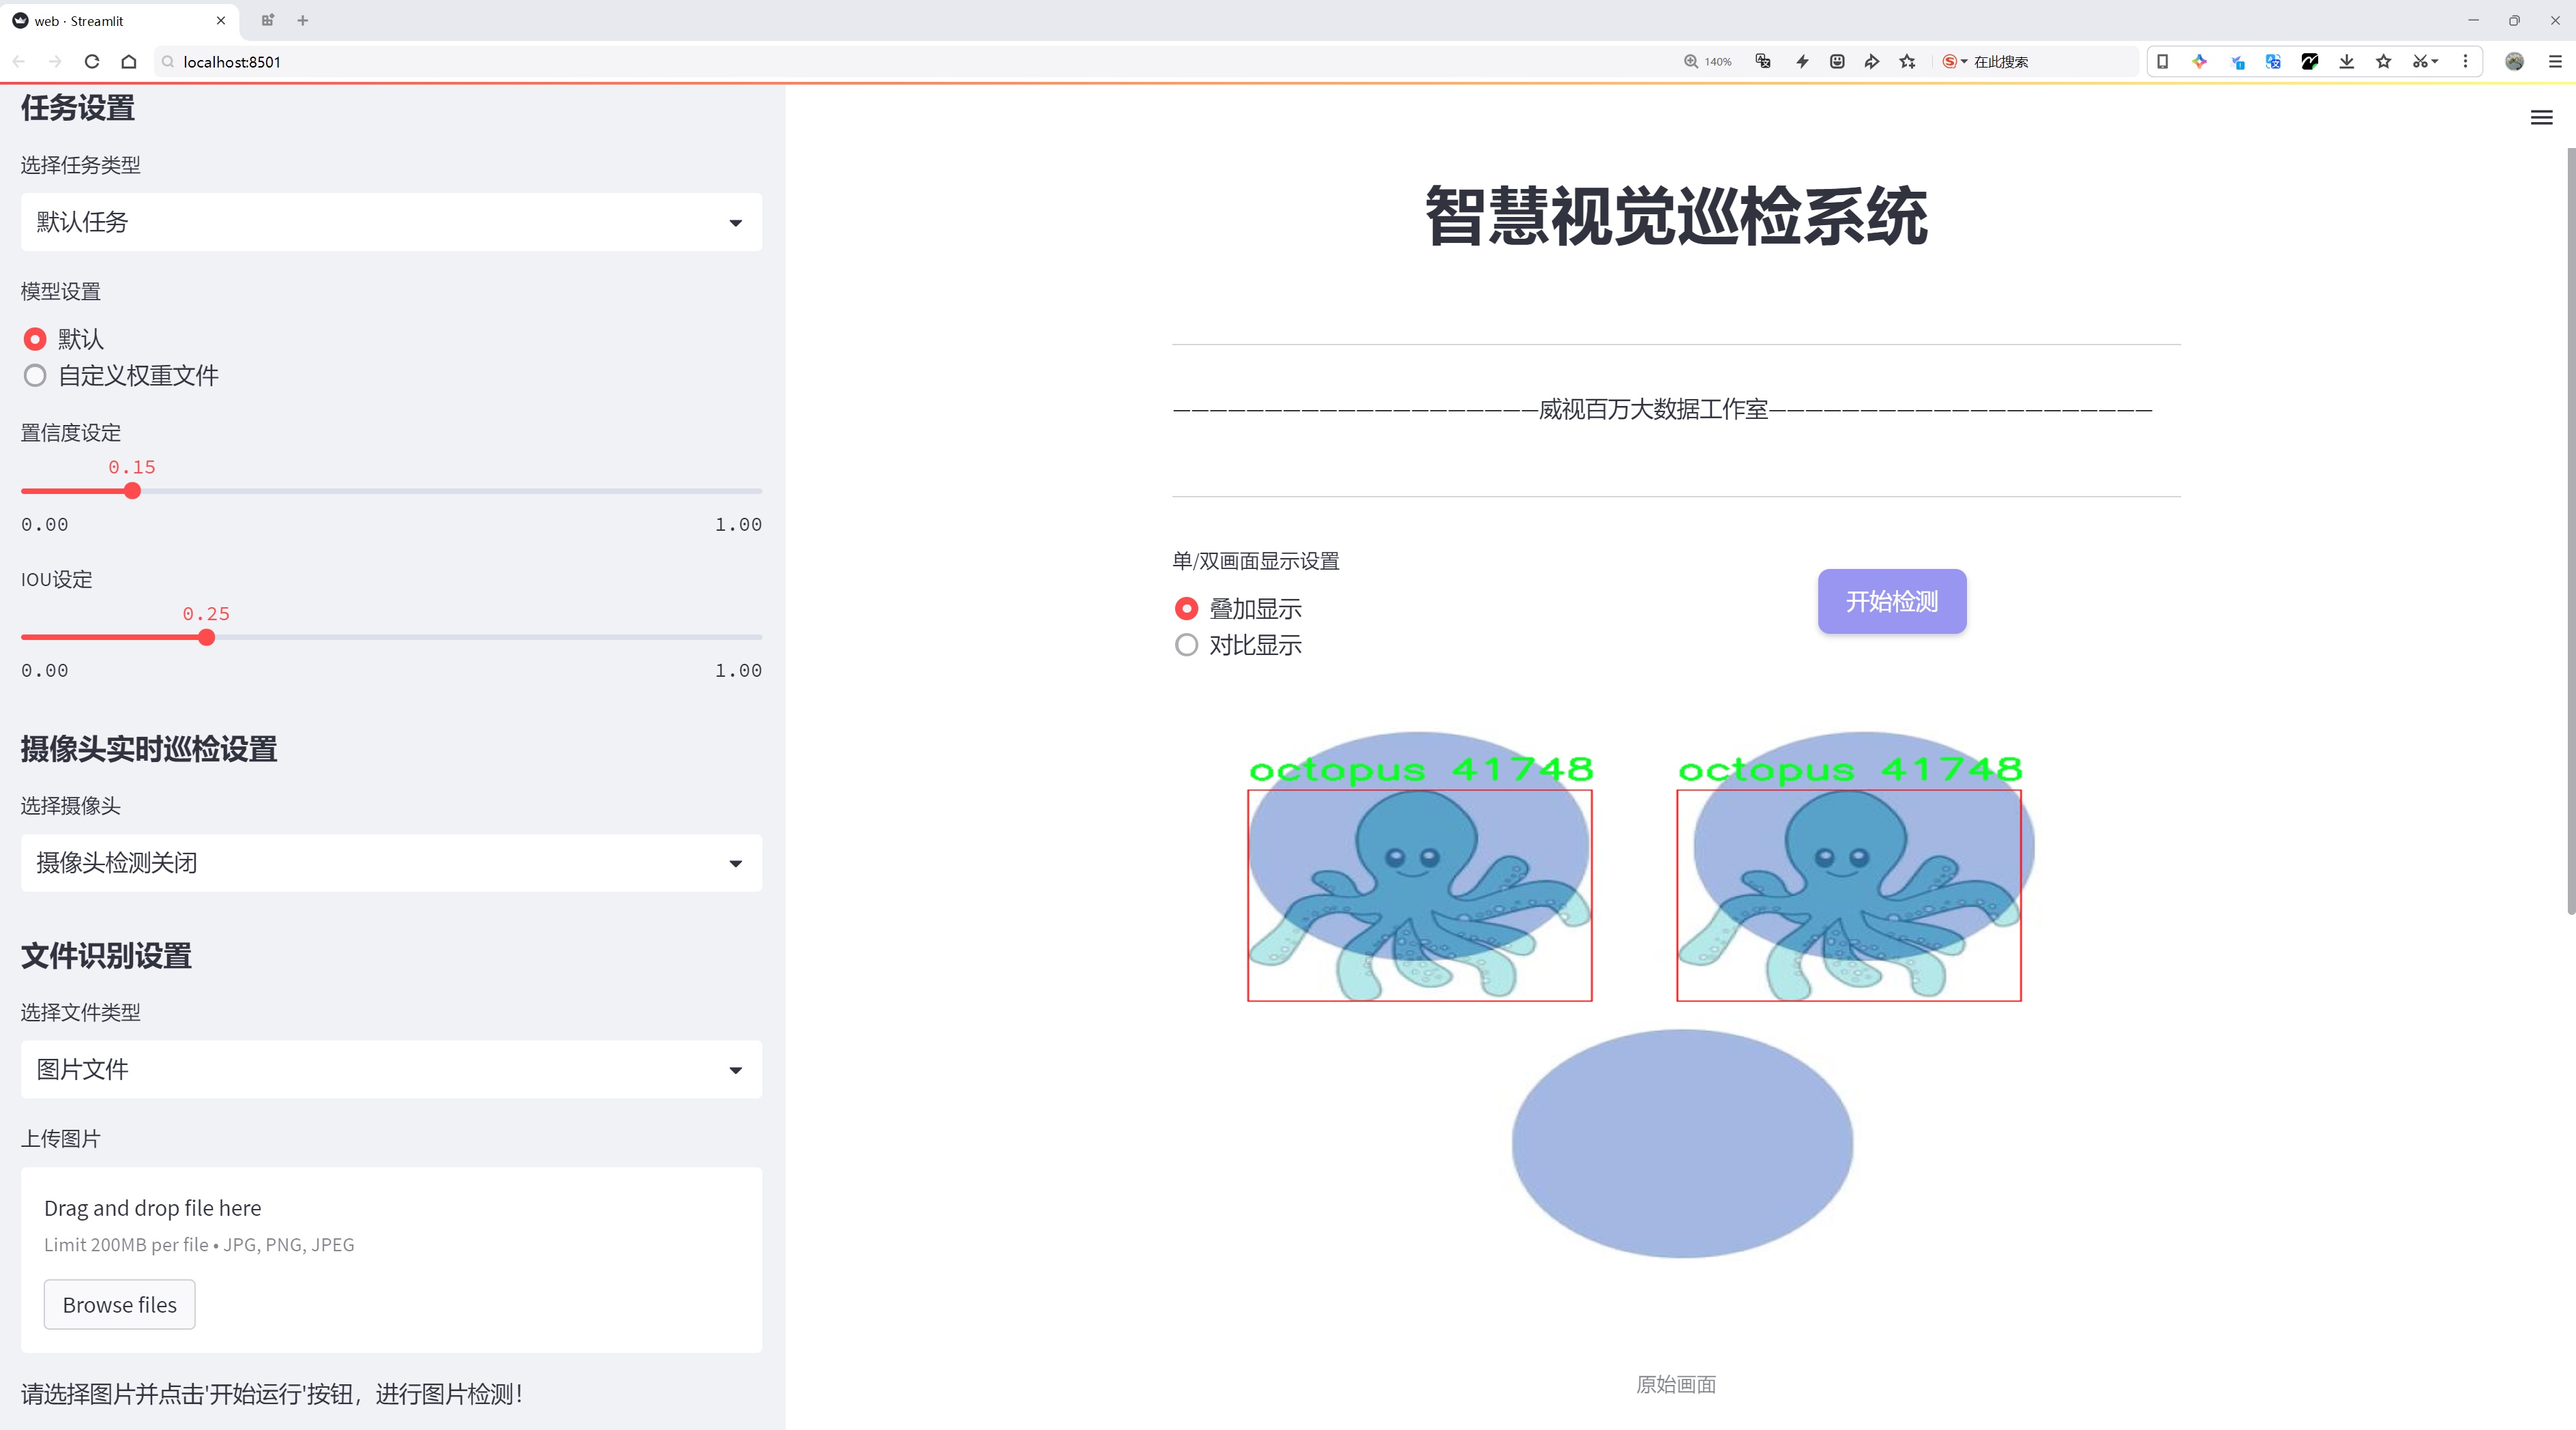 web · Streamlit
localhost:8501
140%
在此搜索
任务设置
选择任务类型
默认任务
模型设置
默认
自定义权重文件
置信度设定
0.15
0.00 1.00
IOU设定
0.25
0.00 1.00
摄像头实时巡检设置
选择摄像头
摄像头检测关闭
文件识别设置
选择文件类型
图片文件
上传图片
Drag and drop file here
Limit 200MB per file • JPG, PNG, JPEG
Browse files
请选择图片并点击'开始运行'按钮，进行图片检测！
智慧视觉巡检系统
————————————————————威视百万大数据工作室—————————————————————
单/双画面显示设置
叠加显示
对比显示
开始检测
octopus 41748
octopus 41748
原始画面